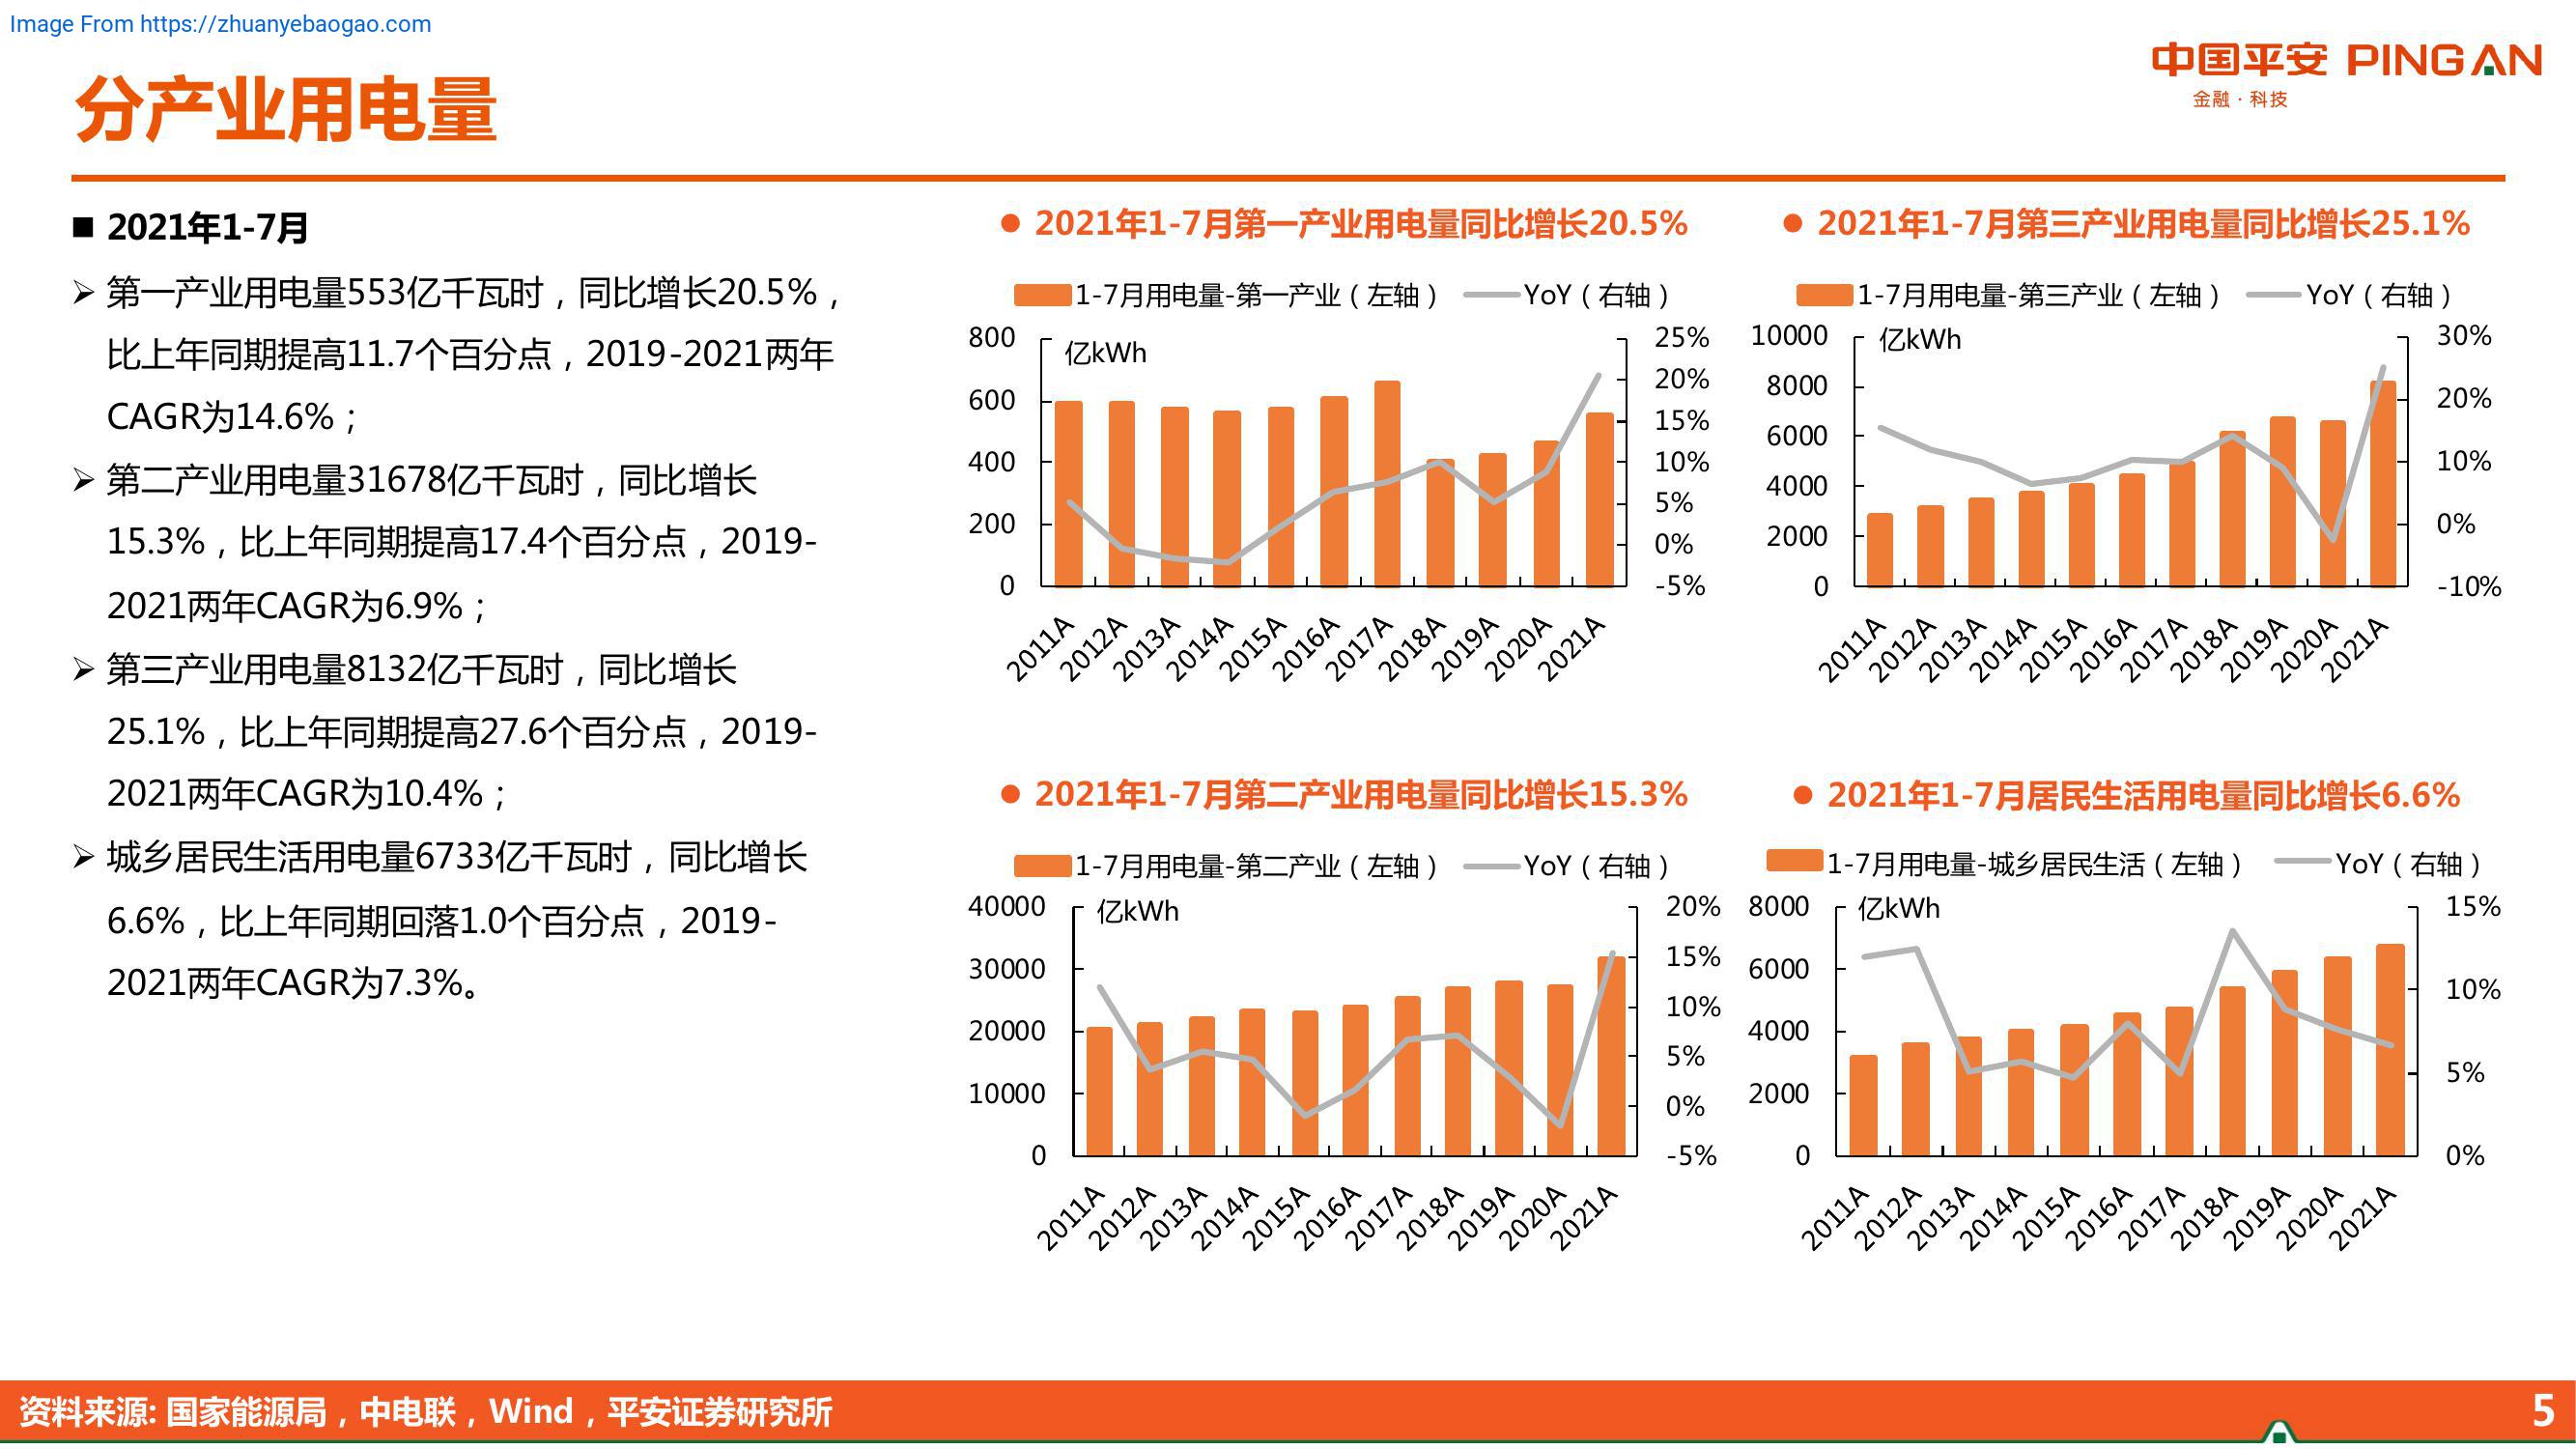 Image From https://zhuanyebaogao.com
中国平安 PINGAN
金融·科技
分产业用电量
■ 2021年1-7月
➢ 第一产业用电量553亿千瓦时，同比增长20.5%，
比上年同期提高11.7个百分点，2019-2021两年
CAGR为14.6%；
➢ 第二产业用电量31678亿千瓦时，同比增长
15.3%，比上年同期提高17.4个百分点，2019-
2021两年CAGR为6.9%；
➢ 第三产业用电量8132亿千瓦时，同比增长
25.1%，比上年同期提高27.6个百分点，2019-
2021两年CAGR为10.4%；
➢ 城乡居民生活用电量6733亿千瓦时，同比增长
6.6%，比上年同期回落1.0个百分点，2019-
2021两年CAGR为7.3%。
● 2021年1-7月第一产业用电量同比增长20.5%
1-7月用电量-第一产业（左轴） YoY（右轴）
亿kWh
800
600
400
200
0
25%
20%
15%
10%
5%
0%
-5%
2011A 2012A 2013A 2014A 2015A 2016A 2017A 2018A 2019A 2020A 2021A
● 2021年1-7月第三产业用电量同比增长25.1%
1-7月用电量-第三产业（左轴） YoY（右轴）
亿kWh
10000
8000
6000
4000
2000
0
30%
20%
10%
0%
-10%
2011A 2012A 2013A 2014A 2015A 2016A 2017A 2018A 2019A 2020A 2021A
● 2021年1-7月第二产业用电量同比增长15.3%
1-7月用电量-第二产业（左轴） YoY（右轴）
亿kWh
40000
30000
20000
10000
0
20%
15%
10%
5%
0%
-5%
2011A 2012A 2013A 2014A 2015A 2016A 2017A 2018A 2019A 2020A 2021A
● 2021年1-7月居民生活用电量同比增长6.6%
1-7月用电量-城乡居民生活（左轴） YoY（右轴）
亿kWh
8000
6000
4000
2000
0
15%
10%
5%
0%
2011A 2012A 2013A 2014A 2015A 2016A 2017A 2018A 2019A 2020A 2021A
资料来源: 国家能源局，中电联，Wind，平安证券研究所
5